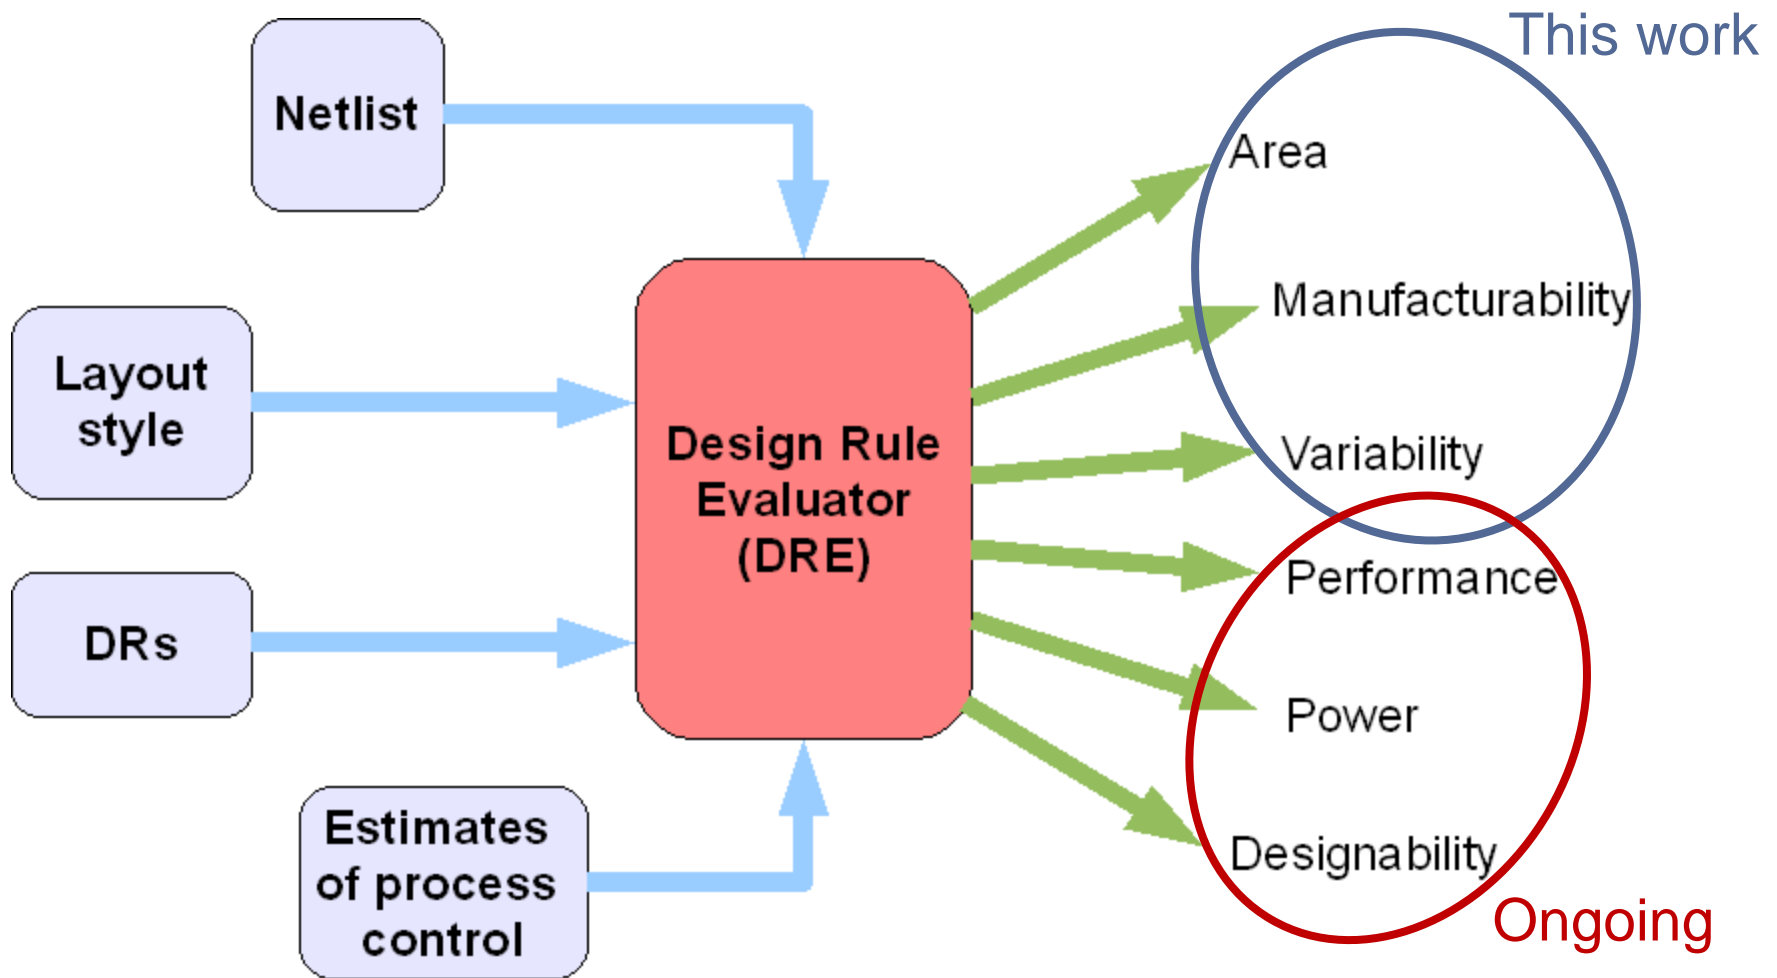 This work
Netlist
Area
Manufacturability
Layout
style
Design Rule
Evaluator
(DRE)
Variability
Performance
DRs
Power
Estimates
of process
control
Designability
Ongoing